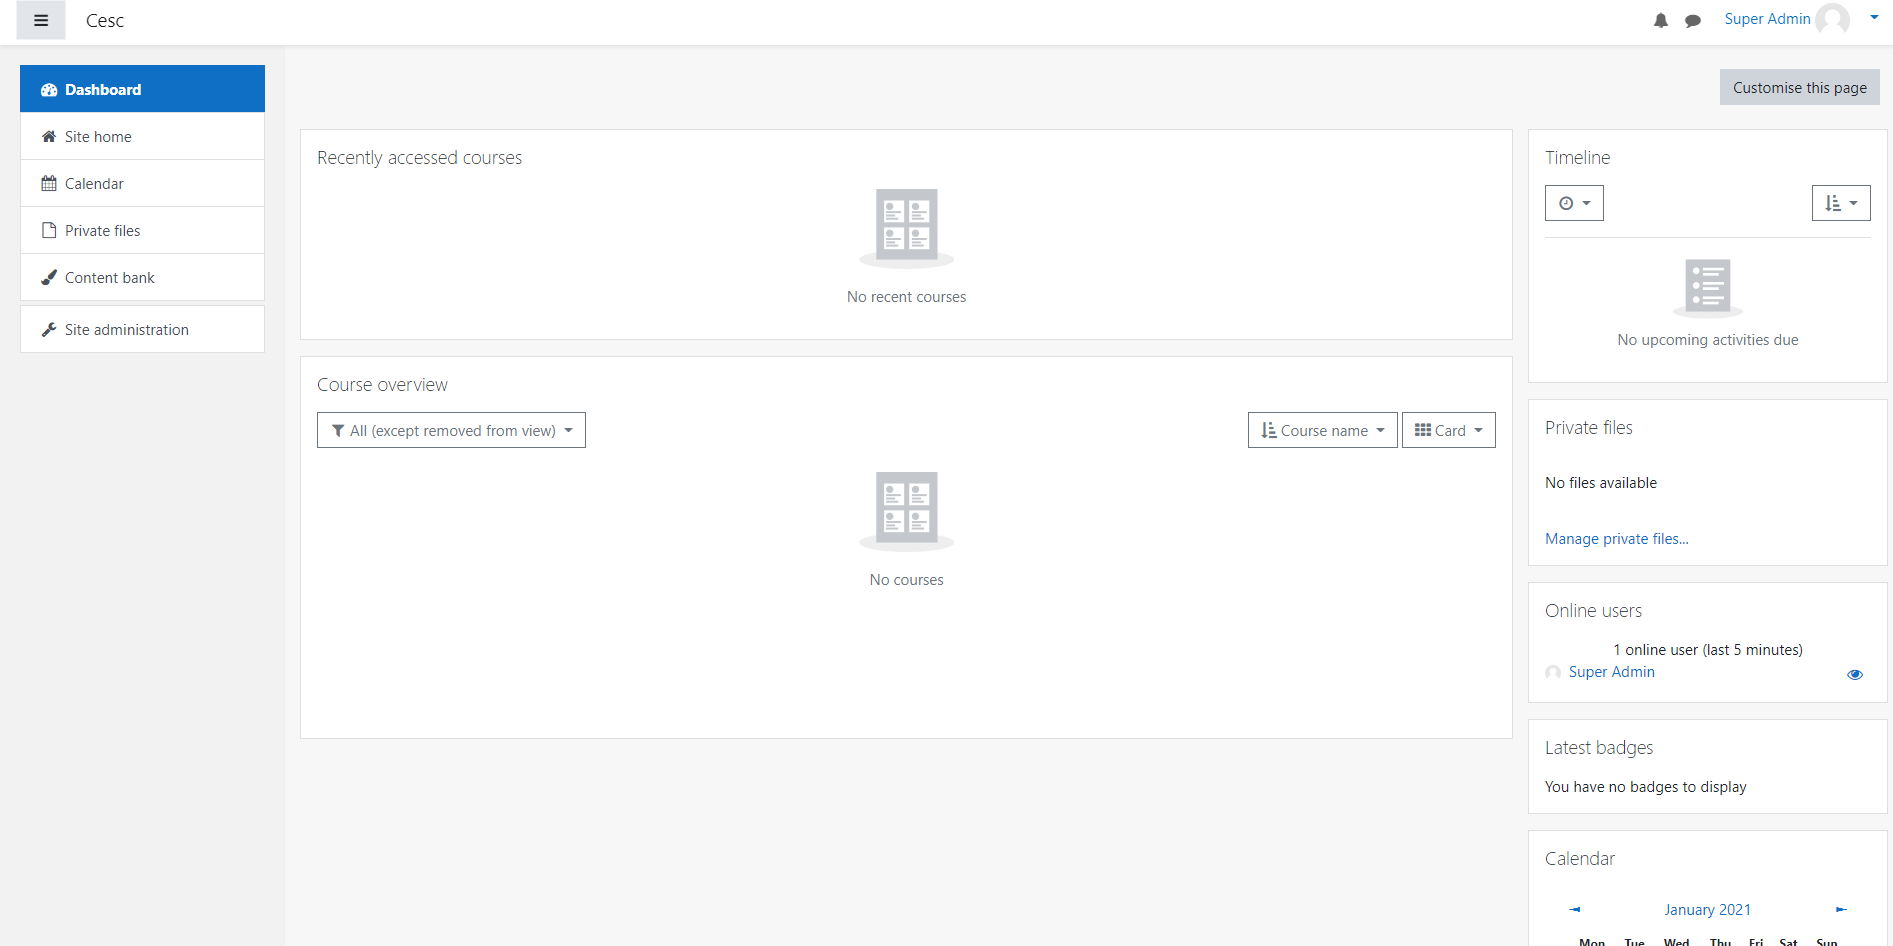 Cesc
Super Admin
Dashboard
Site home
Calendar
Private files
Content bank
Site administration
Customise this page
Recently accessed courses
No recent courses
Course overview
All (except removed from view)
Course name
Card
No courses
Timeline
No upcoming activities due
Private files
No files available
Manage private files...
Online users
1 online user (last 5 minutes)
Super Admin
Latest badges
You have no badges to display
Calendar
January 2021
Mon Tue Wed Thu Fri Sat Sun